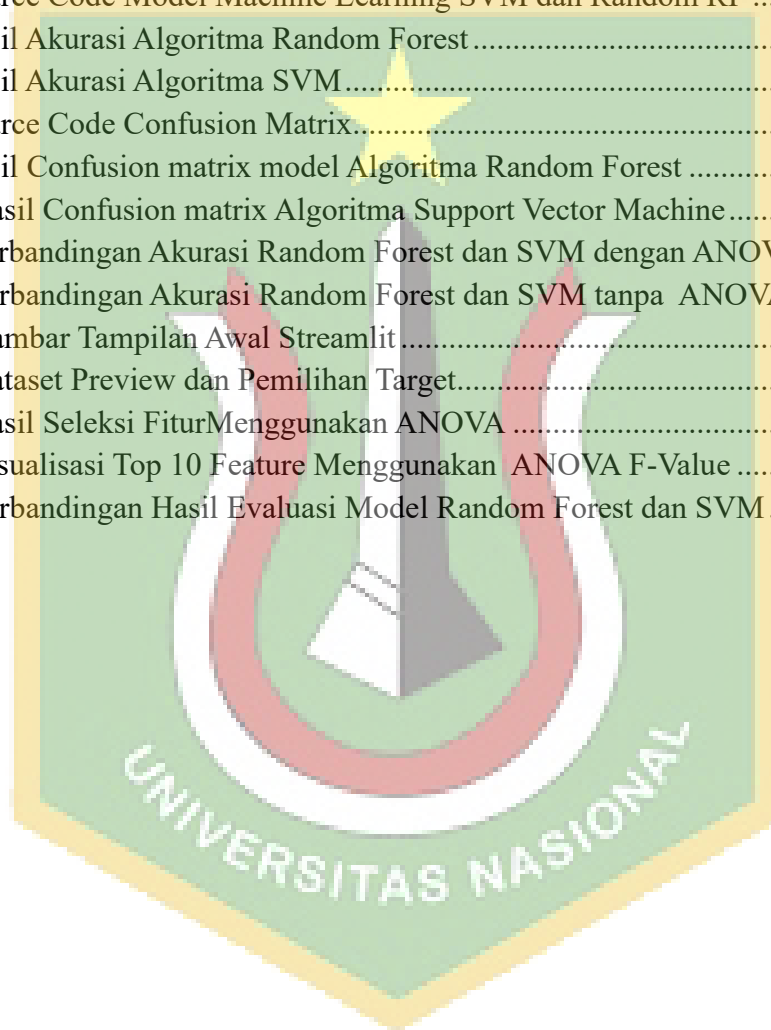 rce Code Model Machine Learning SVM dan Random RF ...
il Akurasi Algoritma Random Forest..............................
il Akurasi Algoritma SVM..............................................
rce Code Confusion Matrix.............................................
il Confusion matrix model Algoritma Random Forest ............
asil Confusion matrix Algoritma Support Vector Machine.....
rbandingan Akurasi Random Forest dan SVM dengan ANOV
rbandingan Akurasi Random Forest dan SVM tanpa ANOVA
ambar Tampilan Awal Streamlit.......................................
ataset Preview dan Pemilihan Target................................
asil Seleksi FiturMenggunakan ANOVA ..............................
sualisasi Top 10 Feature Menggunakan ANOVA F-Value .....
rbandingan Hasil Evaluasi Model Random Forest dan SVM.
UNIVERSITAS NASIONAL